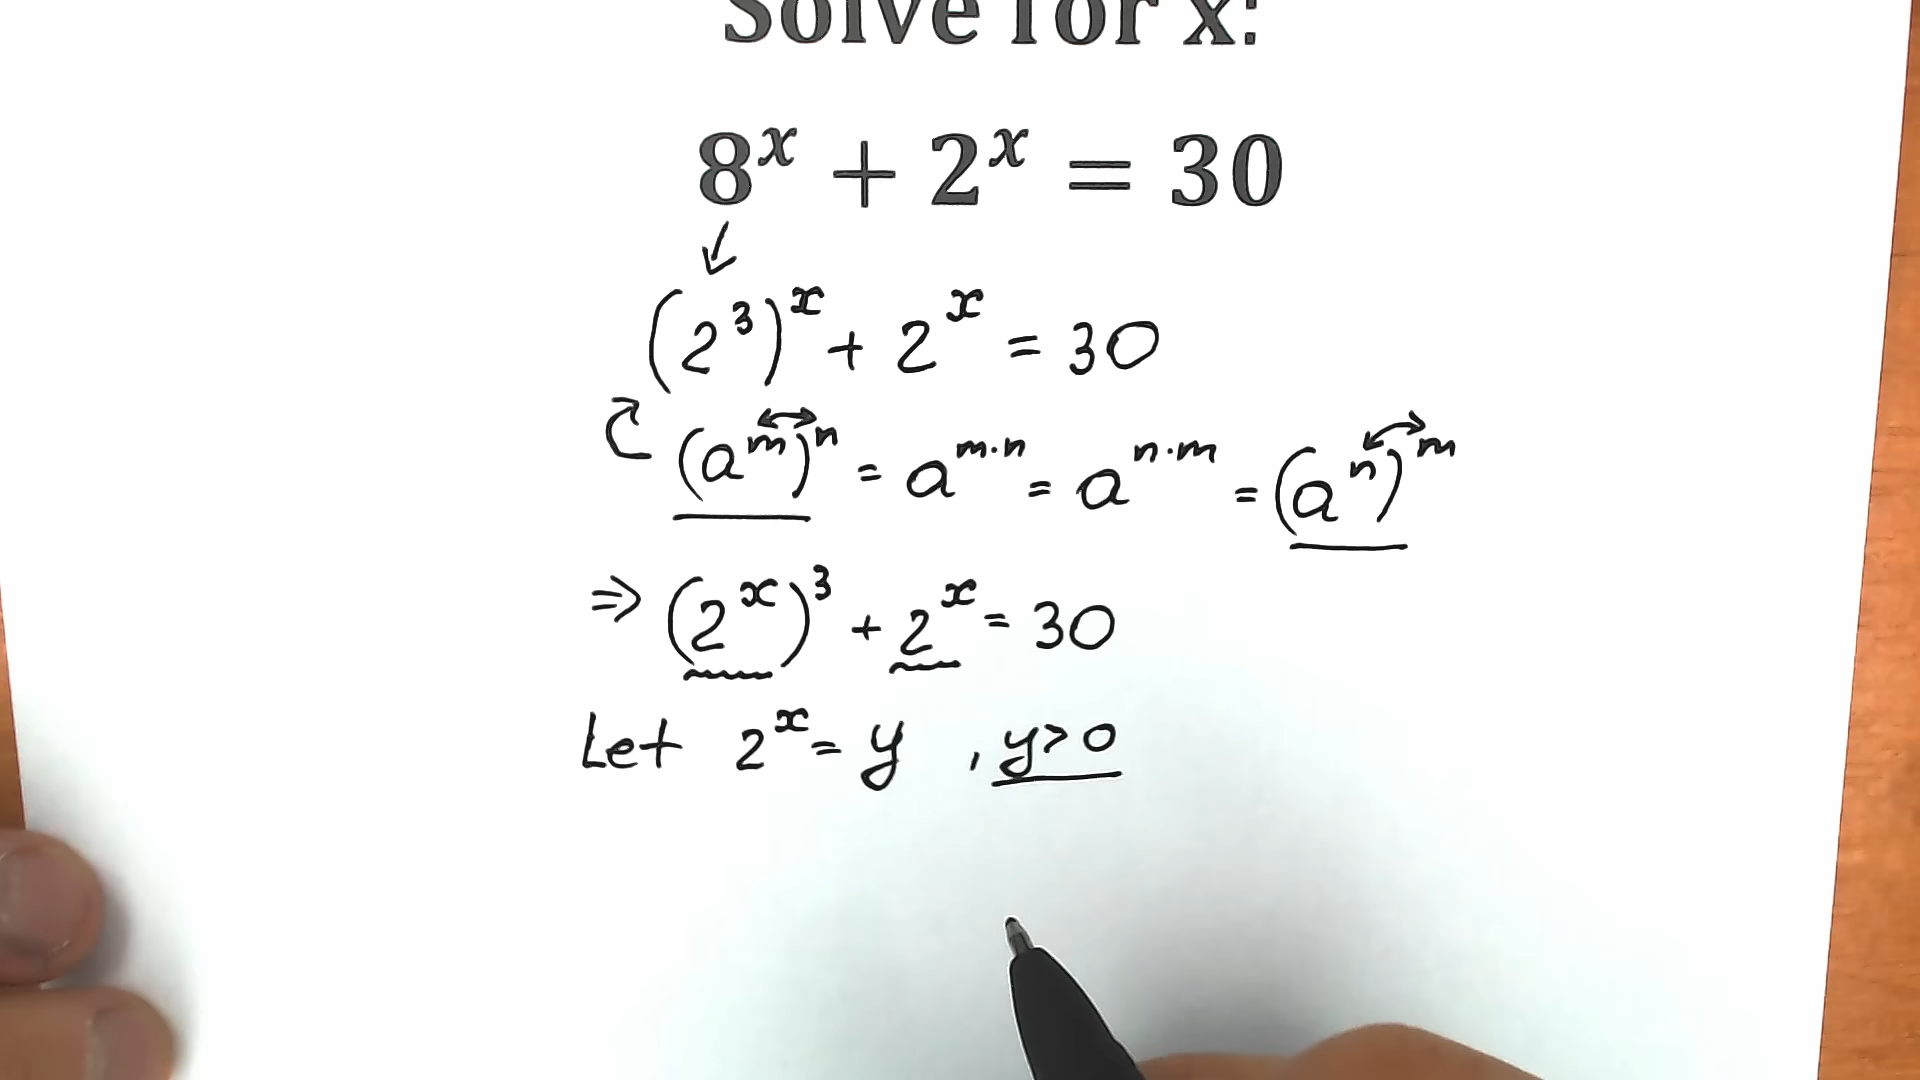 Solve for x:
8^x + 2^x = 30
(2^3)^x + 2^x = 30
(a^m)^n = a^{m·n} = a^{n·m} = (a^n)^m
⇒ (2^x)^3 + 2^x = 30
Let 2^x = y , y > 0